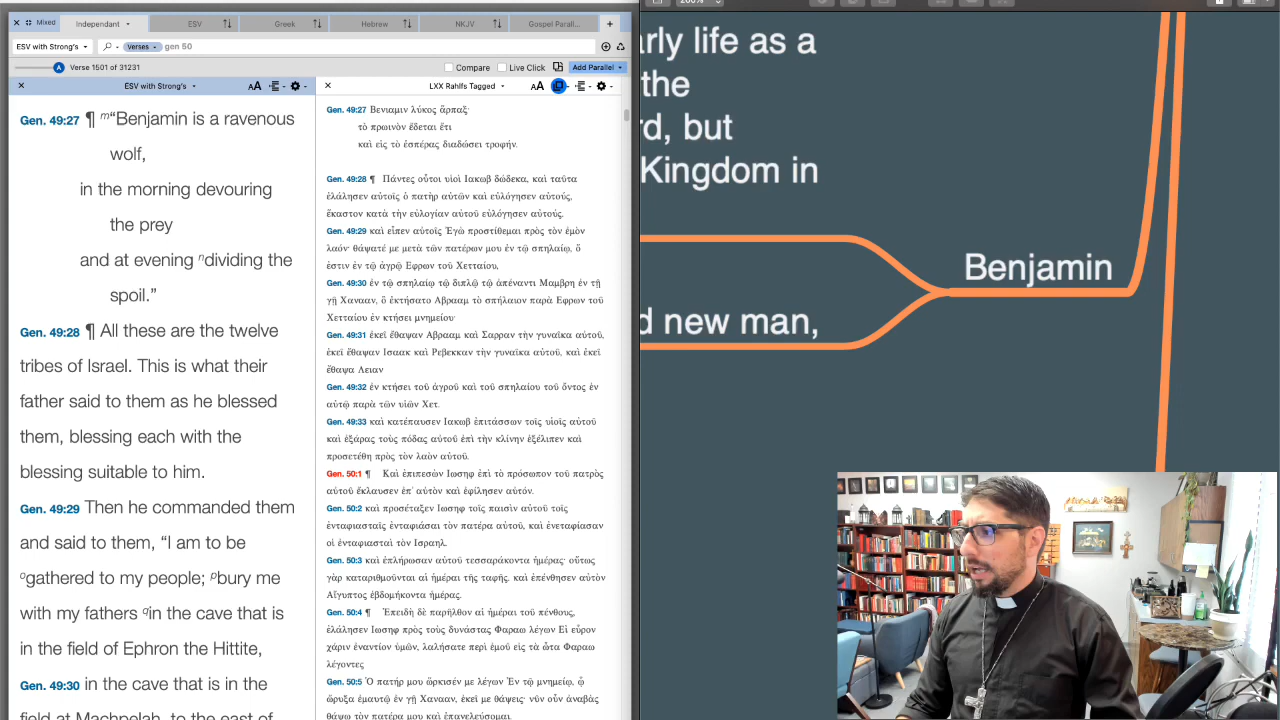 Mixed
Independant
ESV
Greek
Hebrew
NKJV
Gospel Parall...
ESV with Strong's
Verses
gen 50
Verse 1501 of 31231
Compare
Live Click
Add Parallel
ESV with Strong's
AA
Gen. 49:27 ¶ m“Benjamin is a ravenous
wolf,
in the morning devouring
the prey
and at evening ndividing the
spoil.”
Gen. 49:28 ¶ All these are the twelve
tribes of Israel. This is what their
father said to them as he blessed
them, blessing each with the
blessing suitable to him.
Gen. 49:29 Then he commanded them
and said to them, “I am to be
ogathered to my people; pbury me
with my fathers qin the cave that is
in the field of Ephron the Hittite,
Gen. 49:30 in the cave that is in the
field at Machpelah, to the east of
LXX Rahlfs Tagged
AA
Gen. 49:27 Βενιαμιν λύκος ἅρπαξ·
τὸ πρωινὸν ἔδεται ἔτι
καὶ εἰς τὸ ἑσπέρας διαδώσει τροφήν.
Gen. 49:28 ¶ Πάντες οὗτοι υἱοὶ Ιακωβ δώδεκα, καὶ ταῦτα
ἐλάλησεν αὐτοῖς ὁ πατὴρ αὐτῶν καὶ εὐλόγησεν αὐτούς,
ἕκαστον κατὰ τὴν εὐλογίαν αὐτοῦ εὐλόγησεν αὐτούς.
Gen. 49:29 καὶ εἶπεν αὐτοῖς Ἐγὼ προστίθεμαι πρὸς τὸν ἐμὸν
λαόν· θάψατέ με μετὰ τῶν πατέρων μου ἐν τῷ σπηλαίῳ, ὅ
ἐστιν ἐν τῷ ἀγρῷ Εφρων τοῦ Χετταίου,
Gen. 49:30 ἐν τῷ σπηλαίῳ τῷ διπλῷ τῷ ἀπέναντι Μαμβρη ἐν τῇ
γῇ Χανααν, ὃ ἐκτήσατο Αβρααμ τὸ σπήλαιον παρὰ Εφρων τοῦ
Χετταίου ἐν κτήσει μνημείου·
Gen. 49:31 ἐκεῖ ἔθαψαν Αβρααμ καὶ Σαρραν τὴν γυναῖκα αὐτοῦ,
ἐκεῖ ἔθαψαν Ισαακ καὶ Ρεβεκκαν τὴν γυναῖκα αὐτοῦ, καὶ ἐκεῖ
ἔθαψα Λειαν
Gen. 49:32 ἐν κτήσει τοῦ ἀγροῦ καὶ τοῦ σπηλαίου τοῦ ὄντος ἐν
αὐτῷ παρὰ τῶν υἱῶν Χετ.
Gen. 49:33 καὶ κατέπαυσεν Ιακωβ ἐπιτάσσων τοῖς υἱοῖς αὐτοῦ
καὶ ἐξάρας τοὺς πόδας αὐτοῦ ἐπὶ τὴν κλίνην ἐξέλιπεν καὶ
προσετέθη πρὸς τὸν λαὸν αὐτοῦ.
Gen. 50:1 ¶ Καὶ ἐπιπεσὼν Ιωσηφ ἐπὶ τὸ πρόσωπον τοῦ πατρὸς
αὐτοῦ ἔκλαυσεν ἐπ᾽ αὐτὸν καὶ ἐφίλησεν αὐτόν.
Gen. 50:2 καὶ προσέταξεν Ιωσηφ τοῖς παισὶν αὐτοῦ τοῖς
ἐνταφιασταῖς ἐνταφιάσαι τὸν πατέρα αὐτοῦ, καὶ ἐνεταφίασαν
οἱ ἐνταφιασταὶ τὸν Ισραηλ.
Gen. 50:3 καὶ ἐπλήρωσαν αὐτοῦ τεσσαράκοντα ἡμέρας· οὕτως
γὰρ καταριθμοῦνται αἱ ἡμέραι τῆς ταφῆς. καὶ ἐπένθησεν αὐτὸν
Αἴγυπτος ἑβδομήκοντα ἡμέρας.
Gen. 50:4 ¶ Ἐπειδὴ δὲ παρῆλθον αἱ ἡμέραι τοῦ πένθους,
ἐλάλησεν Ιωσηφ πρὸς τοὺς δυνάστας Φαραω λέγων Εἰ εὗρον
χάριν ἐναντίον ὑμῶν, λαλήσατε περὶ ἐμοῦ εἰς τὰ ὦτα Φαραω
λέγοντες
Gen. 50:5 Ὁ πατήρ μου ὥρκισέν με λέγων Ἐν τῷ μνημείῳ, ᾧ
ὤρυξα ἐμαυτῷ ἐν γῇ Χανααν, ἐκεῖ με θάψεις· νῦν οὖν ἀναβὰς
θάψω τὸν πατέρα μου καὶ ἐπανελεύσομαι.
200%
arly life as a
the
rd, but
Kingdom in
Benjamin
d new man,